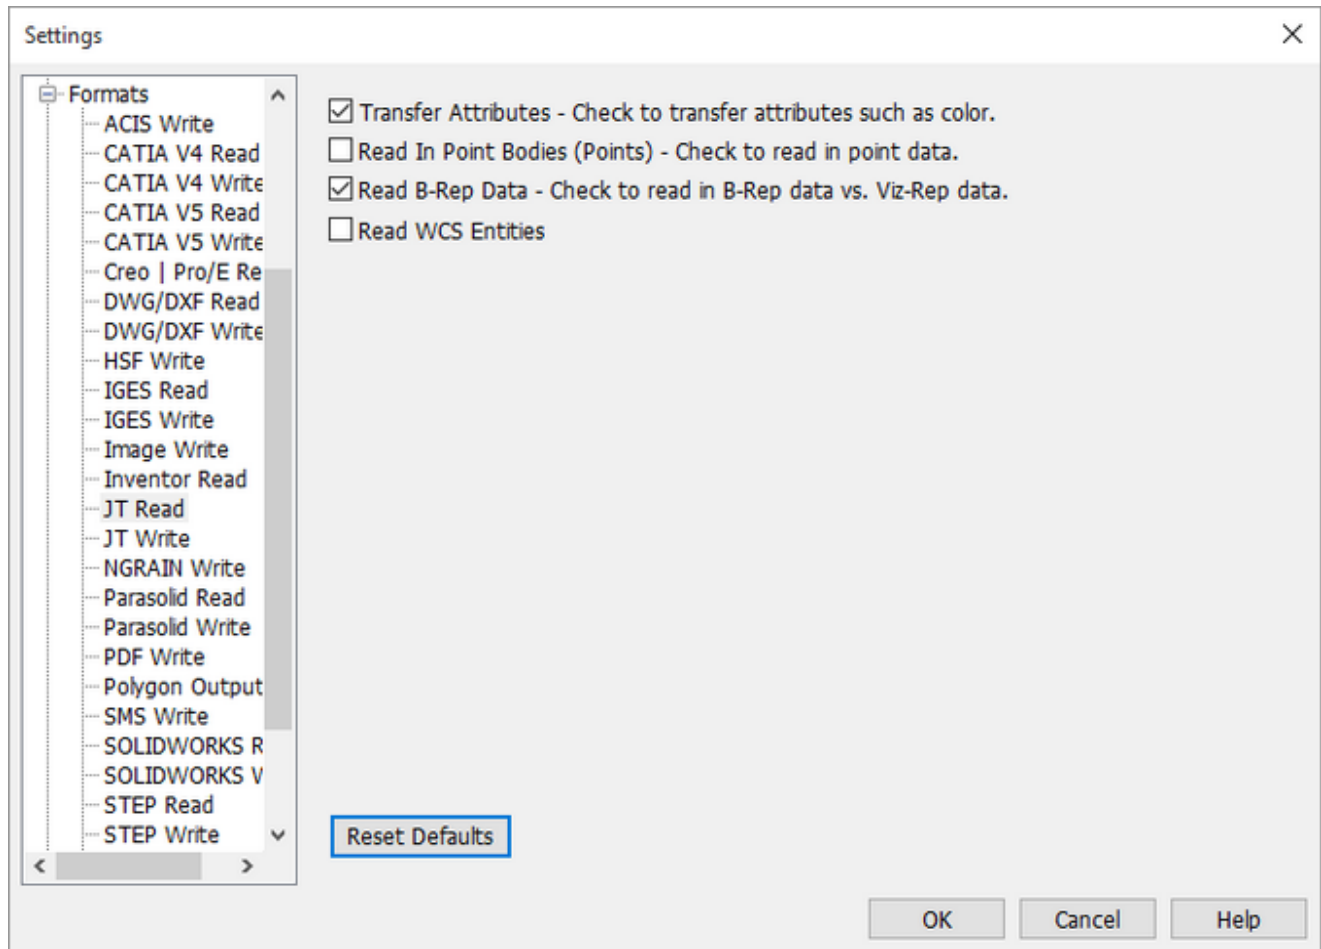 Settings
Formats
ACIS Write
CATIA V4 Read
CATIA V4 Write
CATIA V5 Read
CATIA V5 Write
Creo | Pro/E Re
DWG/DXF Read
DWG/DXF Write
HSF Write
IGES Read
IGES Write
Image Write
Inventor Read
JT Read
JT Write
NGRAIN Write
Parasolid Read
Parasolid Write
PDF Write
Polygon Output
SMS Write
SOLIDWORKS R
SOLIDWORKS W
STEP Read
STEP Write
Transfer Attributes - Check to transfer attributes such as color.
Read In Point Bodies (Points) - Check to read in point data.
Read B-Rep Data - Check to read in B-Rep data vs. Viz-Rep data.
Read WCS Entities
Reset Defaults
OK
Cancel
Help